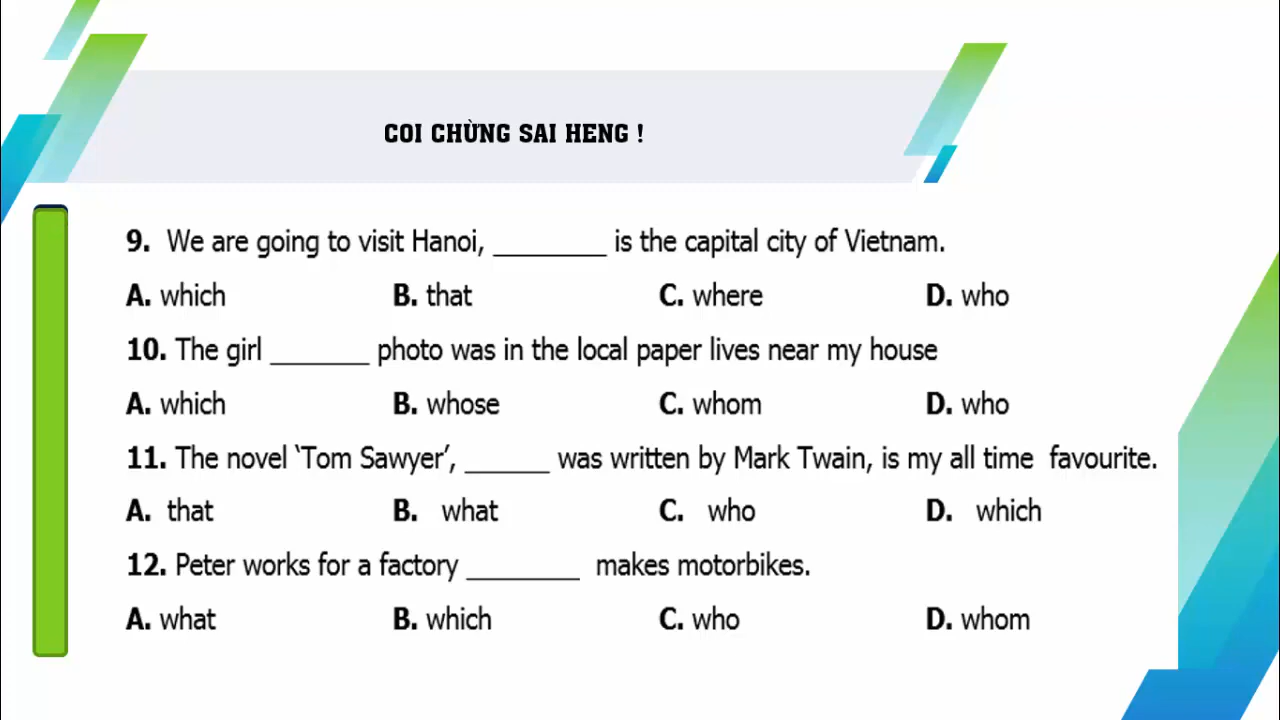 COI CHỪNG SAI HENG !
9. We are going to visit Hanoi, ________ is the capital city of Vietnam.
A. which B. that C. where D. who
10. The girl _______ photo was in the local paper lives near my house
A. which B. whose C. whom D. who
11. The novel ‘Tom Sawyer’, ______ was written by Mark Twain, is my all time favourite.
A. that B. what C. who D. which
12. Peter works for a factory ________ makes motorbikes.
A. what B. which C. who D. whom